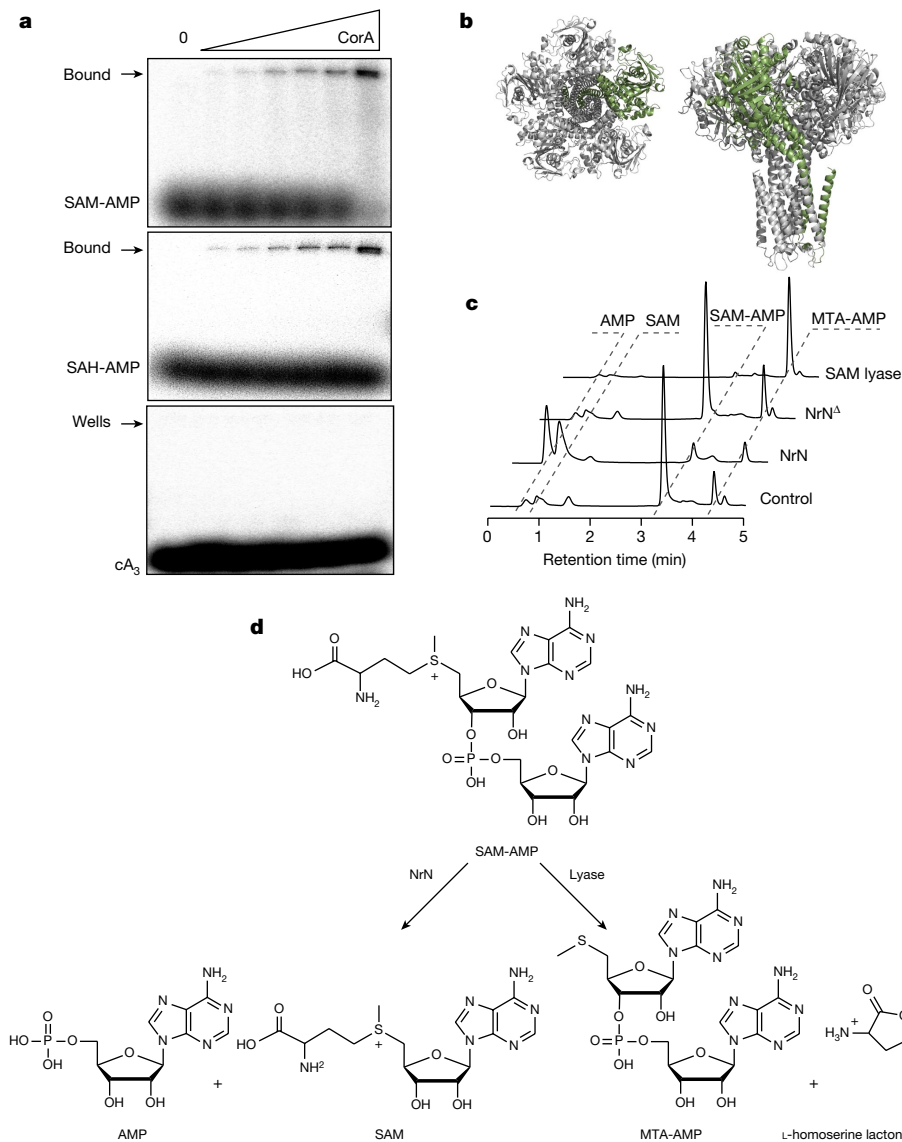 a
0
CorA
Bound
SAM-AMP
Bound
SAH-AMP
Wells
cA3
b
c
AMP
SAM
SAM-AMP
MTA-AMP
SAM lyase
NrNΔ
NrN
Control
0 1 2 3 4 5
Retention time (min)
d
NH2
N
N
N
N
O
HO
S
+
NH2
O
OH
O
O=P
O
OH
NH2
N
N
N
N
O
OH OH
SAM-AMP
NrN
Lyase
NH2
N
N
N
N
O
HO
P
O
OH
O
OH OH
AMP
+
O
HO
NH2
S
+
O
NH2
N
N
N
N
OH OH
SAM
S
O
NH2
N
N
N
N
O
OH
O=P
O
OH
O
NH2
N
N
N
N
OH OH
MTA-AMP
+
O
H3N
+
L-homoserine lacton